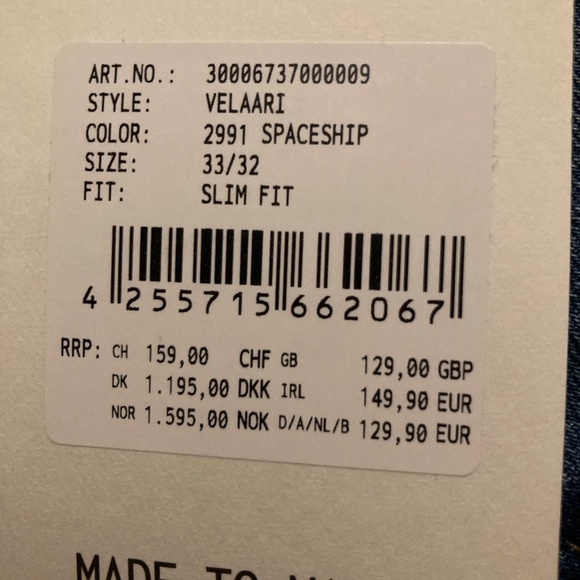 ART.NO.: 30006737000009
STYLE: VELAARI
COLOR: 2991 SPACESHIP
SIZE: 33/32
FIT: SLIM FIT
4 255715 662067
RRP: CH 159,00 CHF GB 129,00 GBP
DK 1.195,00 DKK IRL 149,90 EUR
NOR 1.595,00 NOK D/A/NL/B 129,90 EUR
MADE TO